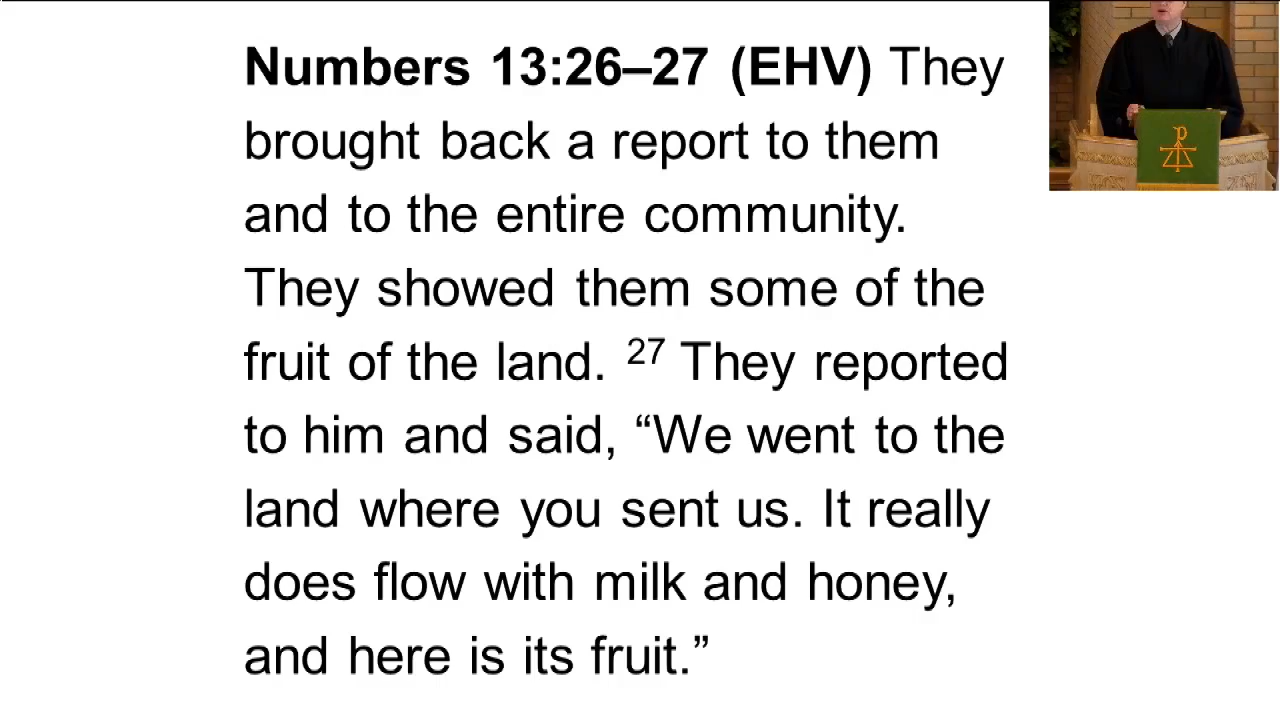 Numbers 13:26–27 (EHV) They
brought back a report to them
and to the entire community.
They showed them some of the
fruit of the land. ²⁷ They reported
to him and said, “We went to the
land where you sent us. It really
does flow with milk and honey,
and here is its fruit.”